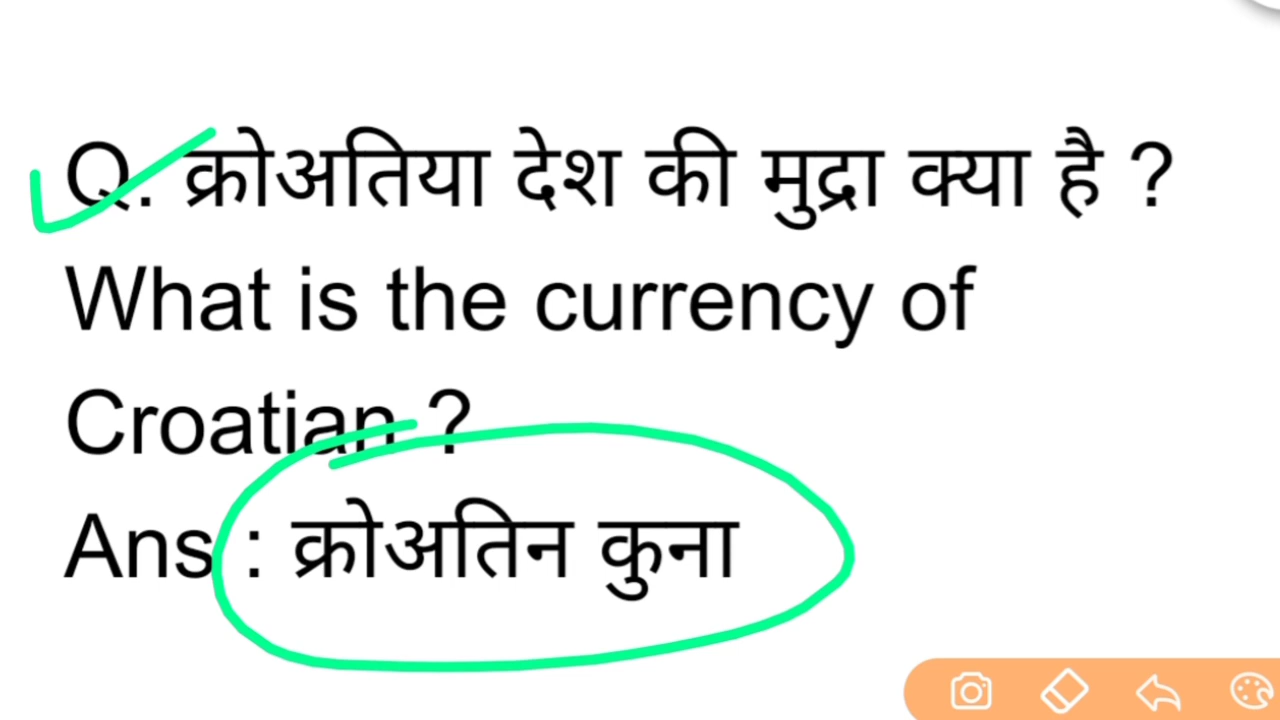 Q. क्रोअतिया देश की मुद्रा क्या है ?
What is the currency of
Croatian ?
Ans : क्रोअतिन कुना